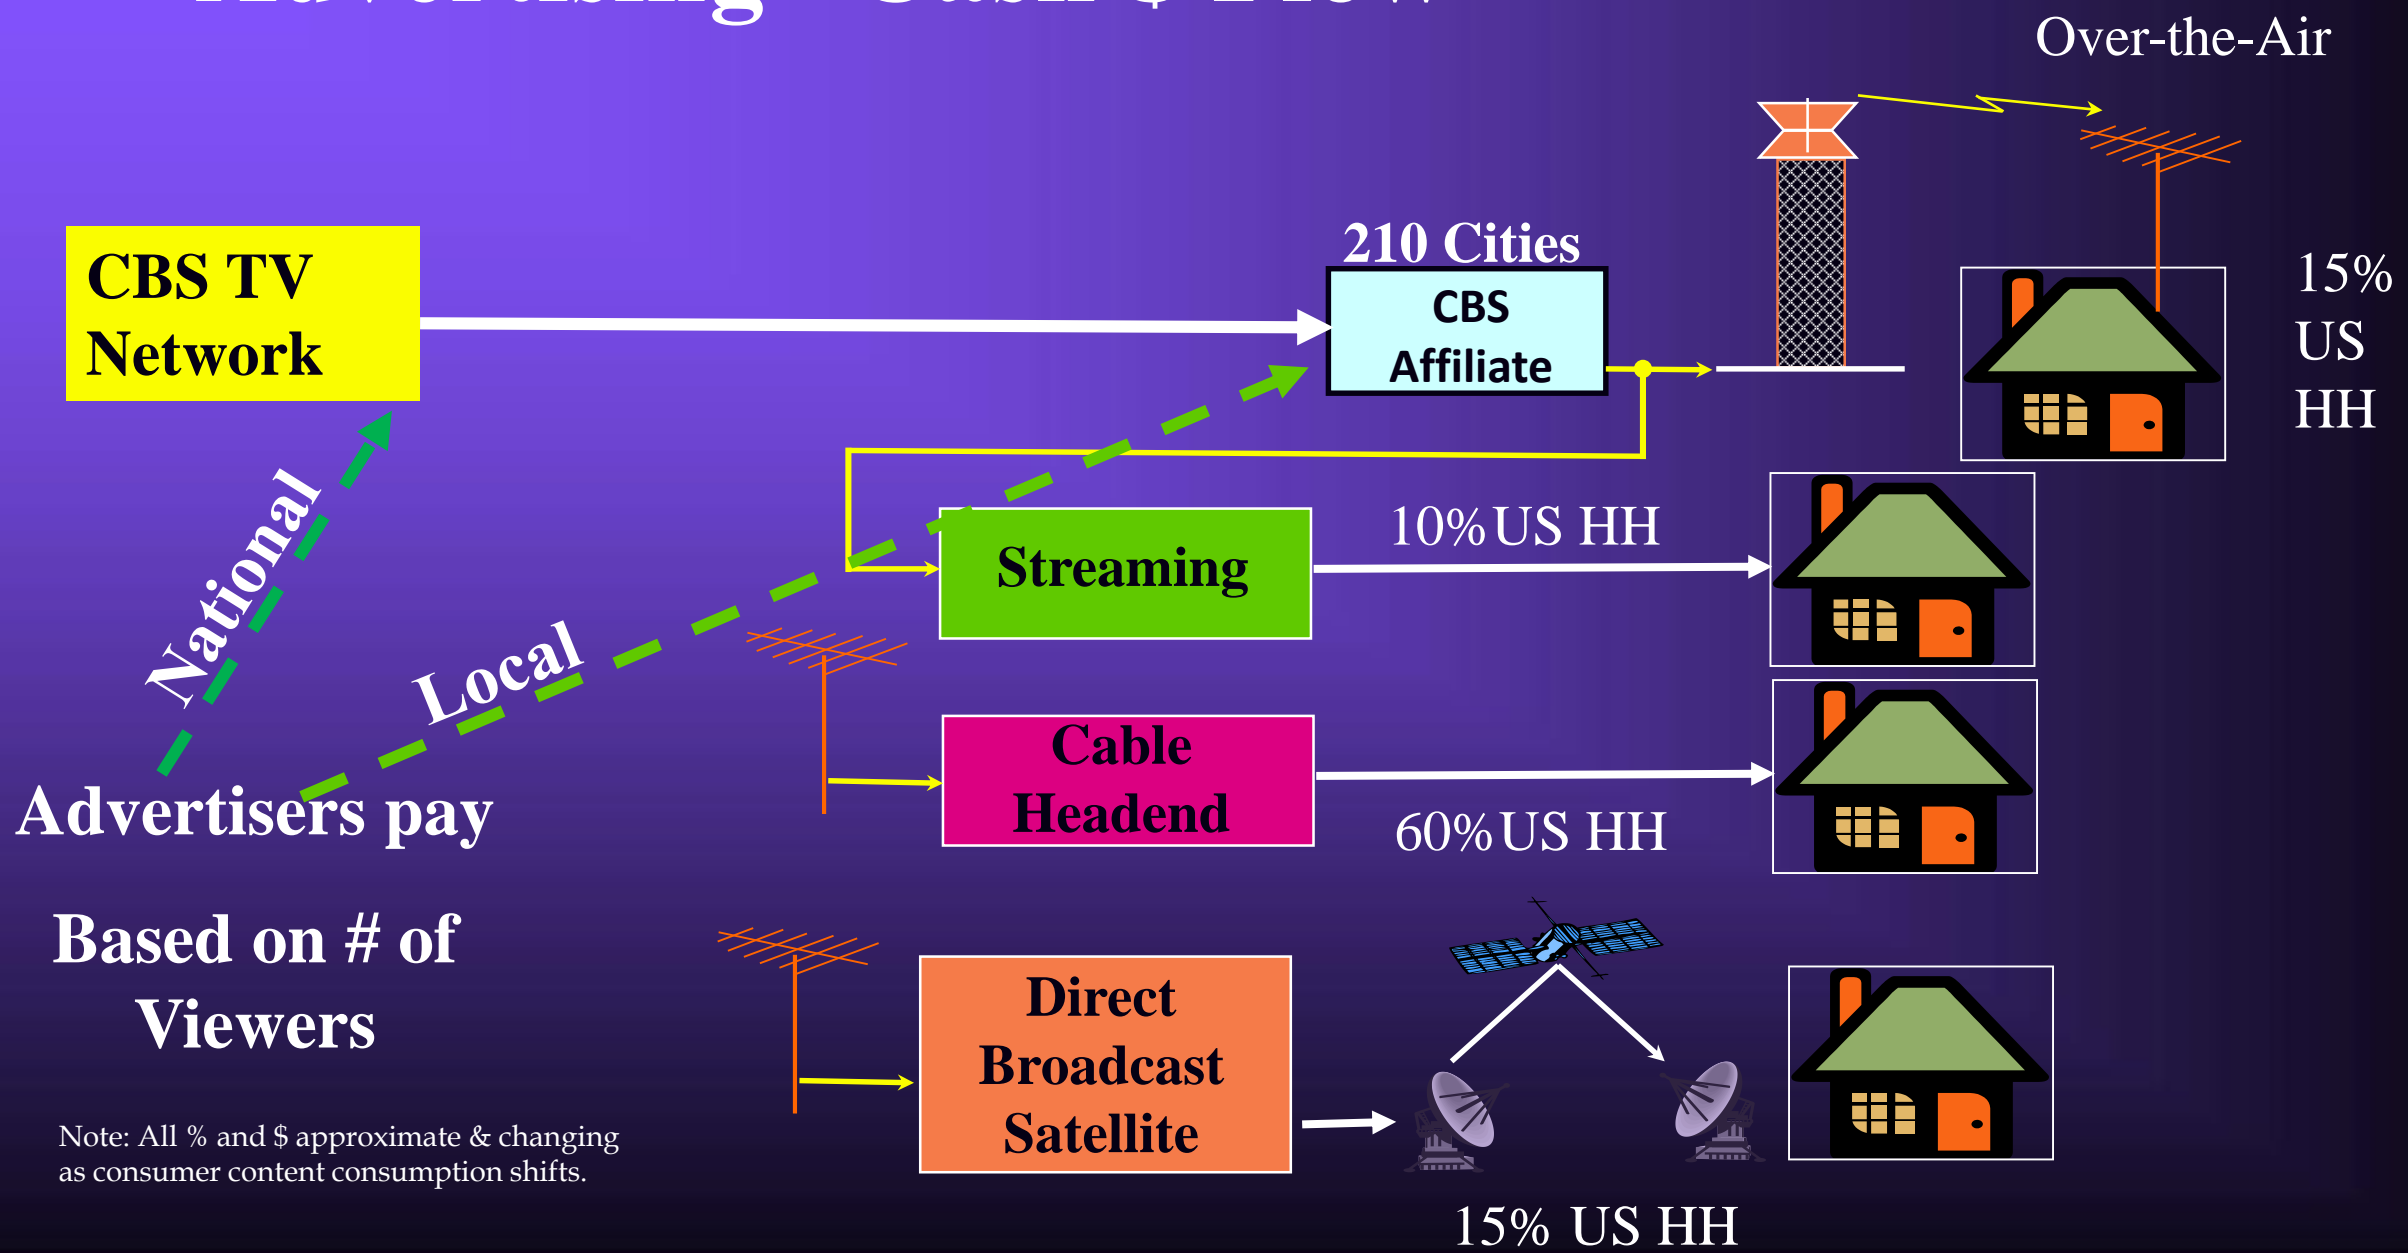 Over-the-Air
210 Cities
CBS TV
Network
CBS
Affiliate
15%
US
HH
National
Local
Streaming
10% US HH
Cable
Headend
60% US HH
Advertisers pay
Based on # of
Viewers
Direct
Broadcast
Satellite
15% US HH
Note: All % and $ approximate & changing
as consumer content consumption shifts.